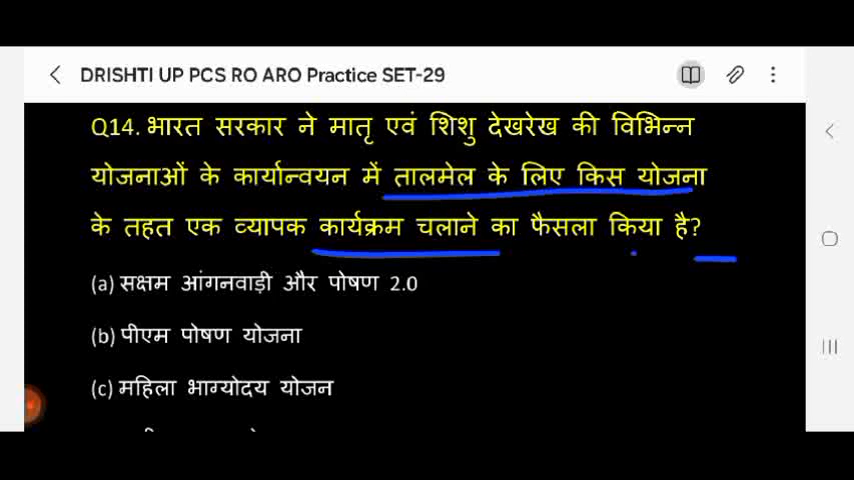 DRISHTI UP PCS RO ARO Practice SET-29
Q14. भारत सरकार ने मातृ एवं शिशु देखरेख की विभिन्न
योजनाओं के कार्यान्वयन में तालमेल के लिए किस योजना
के तहत एक व्यापक कार्यक्रम चलाने का फैसला किया है?
(a) सक्षम आंगनवाड़ी और पोषण 2.0
(b) पीएम पोषण योजना
(c) महिला भाग्योदय योजन